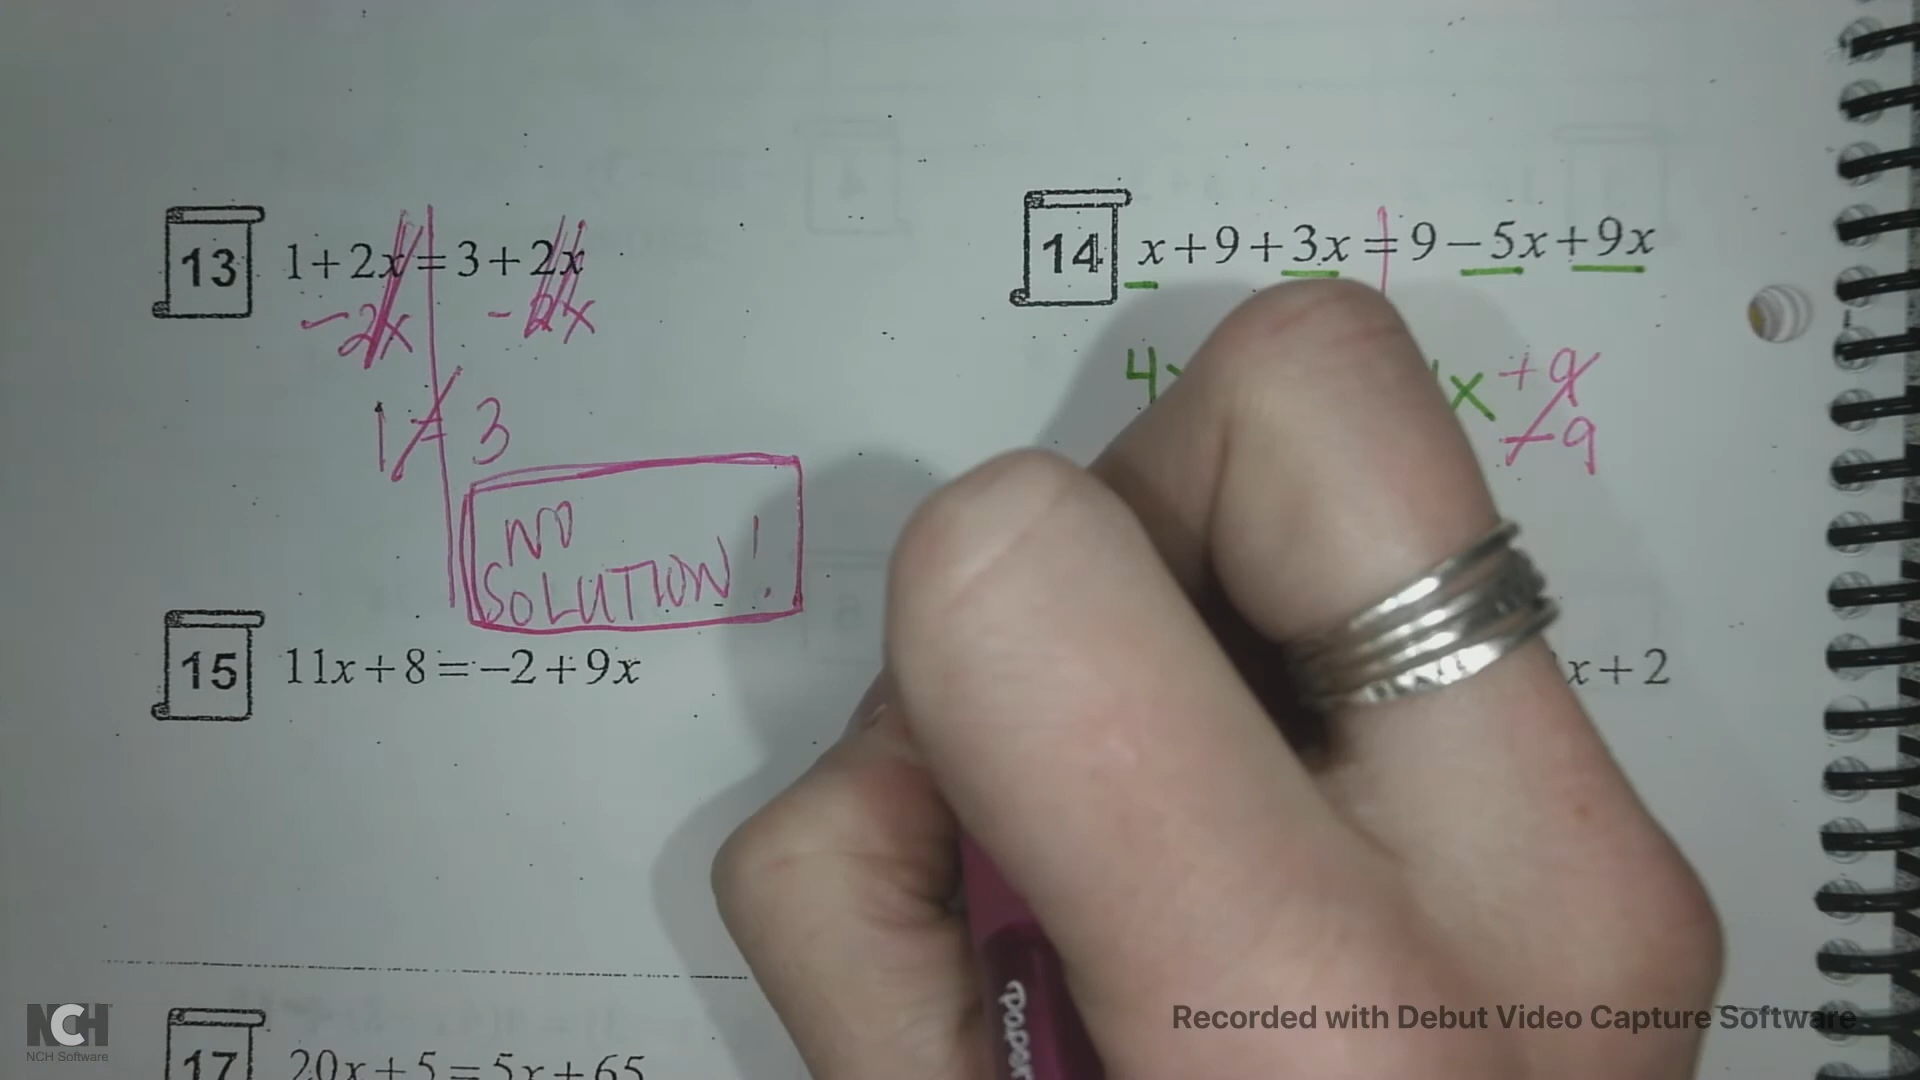 13 1+2x=3+2x
-2x -2x
1≠3
NO
SOLUTION!
14 x+9+3x=9-5x+9x
4x x+9
-9
15 11x+8=-2+9x
x+2
17 20x+5=5x+65
Paper
NCH
NCH Software
Recorded with Debut Video Capture Software